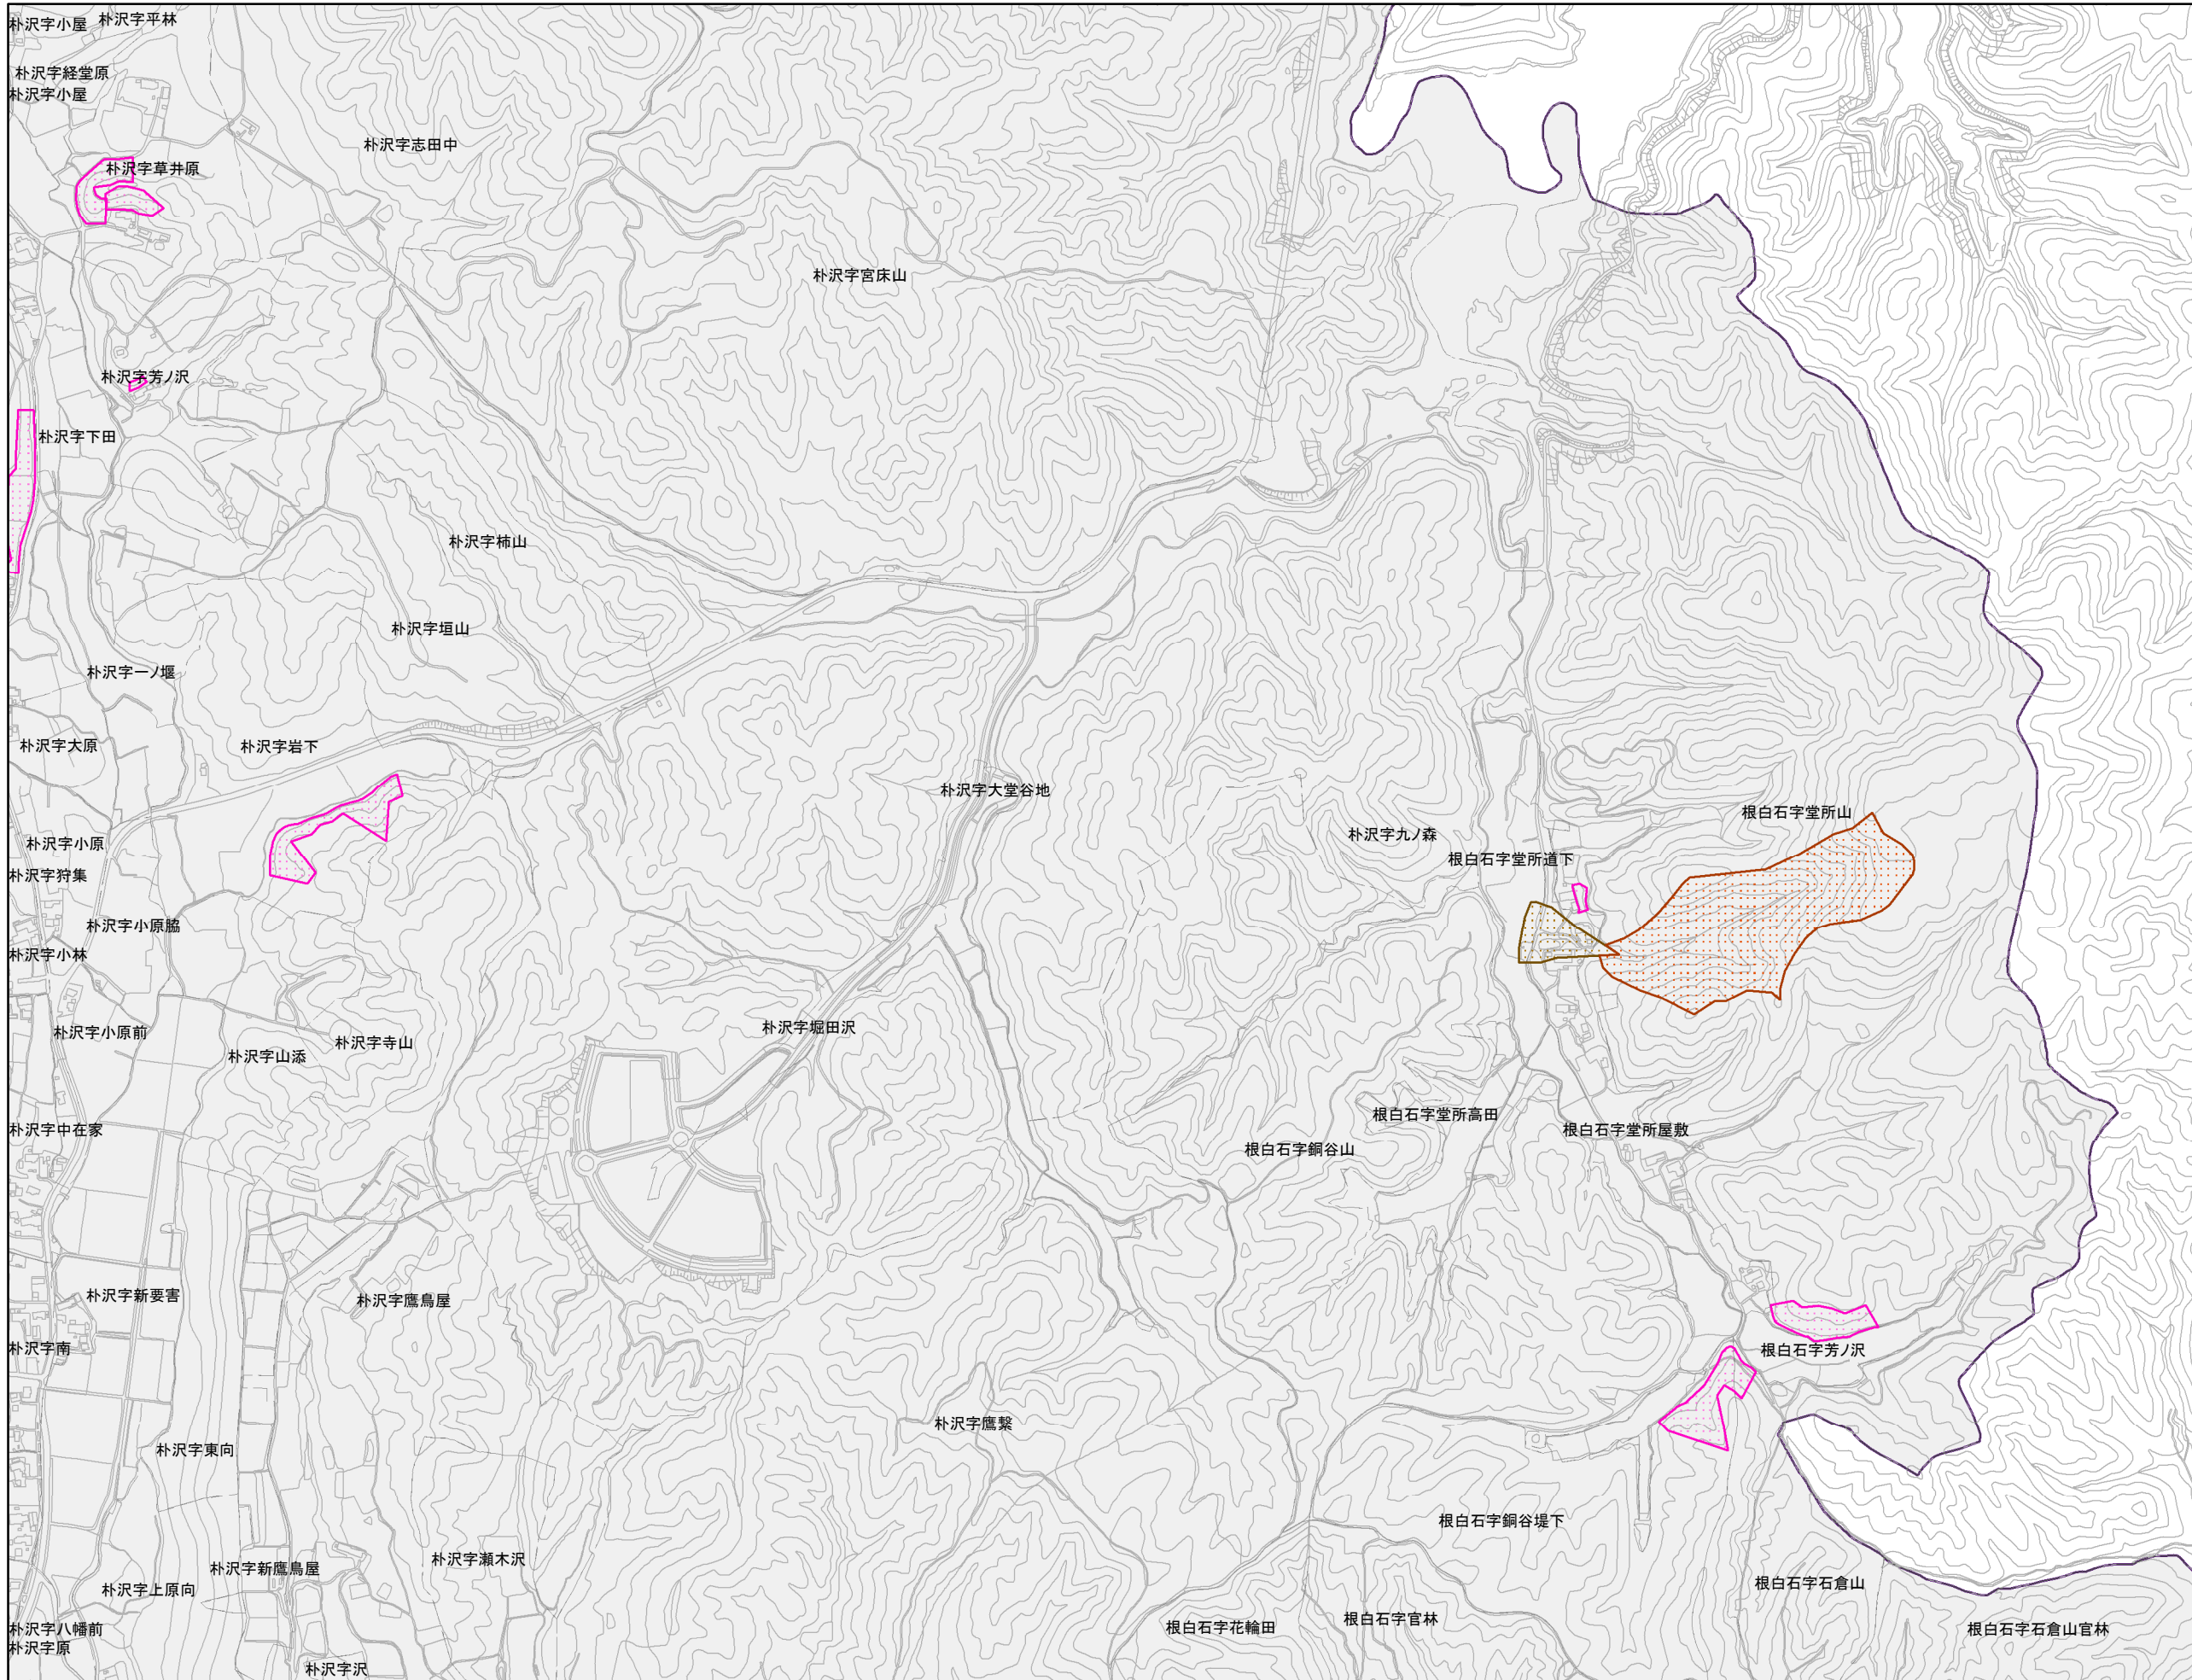 朴沢字小屋
朴沢字平林
朴沢字経堂原
朴沢字小屋
朴沢字志田中
朴沢字草井原
朴沢字宮床山
朴沢字芳ノ沢
朴沢字下田
朴沢字柿山
朴沢字垣山
朴沢字一ノ堰
朴沢字大原
朴沢字岩下
朴沢字大堂谷地
根白石字堂所山
朴沢字九ノ森
朴沢字小原
根白石字堂所道下
朴沢字狩集
朴沢字小原脇
朴沢字小林
朴沢字堀田沢
朴沢字小原前
朴沢字寺山
朴沢字山添
根白石字堂所高田
朴沢字中在家
根白石字堂所屋敷
根白石字銅谷山
朴沢字新要害
朴沢字鷹鳥屋
朴沢字南
根白石字芳ノ沢
朴沢字鷹繋
朴沢字東向
根白石字銅谷堤下
朴沢字瀬木沢
朴沢字新鷹鳥屋
根白石字石倉山
朴沢字上原向
根白石字官林
根白石字花輪田
朴沢字八幡前
根白石字石倉山官林
朴沢字原
朴沢字沢